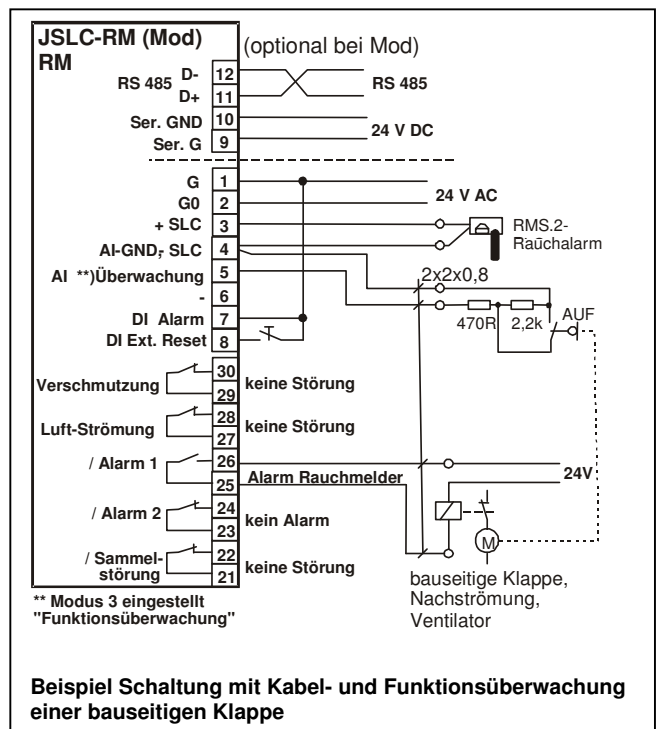 JSLC-RM (Mod)
RM
(optional bei Mod)
RS 485 D- 12 RS 485
D+ 11
Ser. GND 10
24 V DC
Ser. G 9
G 1
24 V AC
G0 2
+ SLC 3
RMS.2-
Raüchalarm
AI-GND,- SLC 4
AI **)Überwachung 5
2x2x0,8
- 6
470R 2,2k AUF
DI Alarm 7
DI Ext. Reset 8
30
Verschmutzung keine Störung
29
28
Luft-Strömung keine Störung
27
/ Alarm 1 26
24V
25 Alarm Rauchmelder
/ Alarm 2 24
kein Alarm
23
/ Sammel-
störung
22
keine Störung
21
M
bauseitige Klappe,
Nachströmung,
Ventilator
** Modus 3 eingestellt
"Funktionsüberwachung"
Beispiel Schaltung mit Kabel- und Funktionsüberwachung
einer bauseitigen Klappe